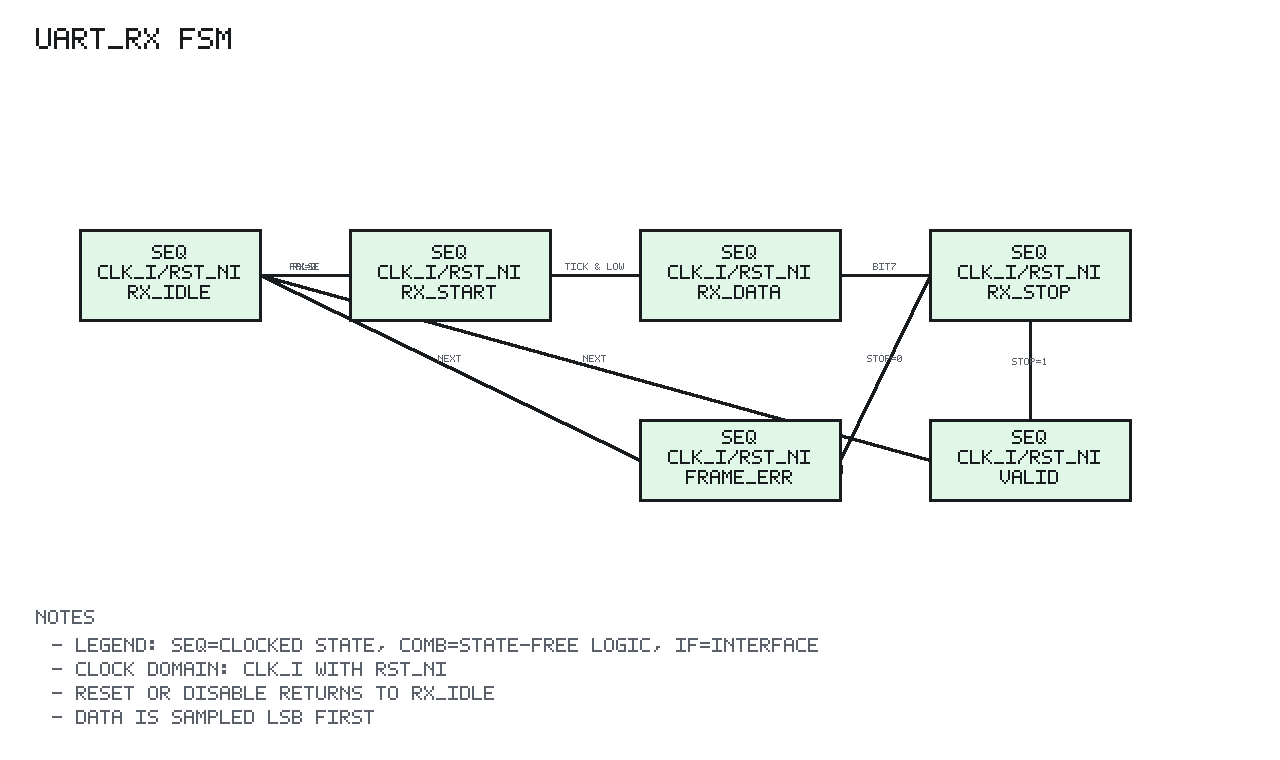 UART_RX FSM
SEQ
CLK_I/RST_NI
RX_IDLE
SEQ
CLK_I/RST_NI
RX_START
TICK & LOW
SEQ
CLK_I/RST_NI
RX_DATA
BIT7
SEQ
CLK_I/RST_NI
RX_STOP
NEXT
NEXT
STOP=0
STOP=1
SEQ
CLK_I/RST_NI
FRAME_ERR
SEQ
CLK_I/RST_NI
VALID
NOTES
- LEGEND: SEQ=CLOCKED STATE, COMB=STATE-FREE LOGIC, IF=INTERFACE
- CLOCK DOMAIN: CLK_I WITH RST_NI
- RESET OR DISABLE RETURNS TO RX_IDLE
- DATA IS SAMPLED LSB FIRST